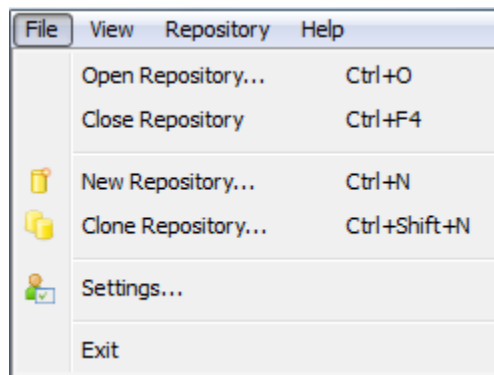 File View Repository Help
Open Repository... Ctrl+O
Close Repository Ctrl+F4
New Repository... Ctrl+N
Clone Repository... Ctrl+Shift+N
Settings...
Exit